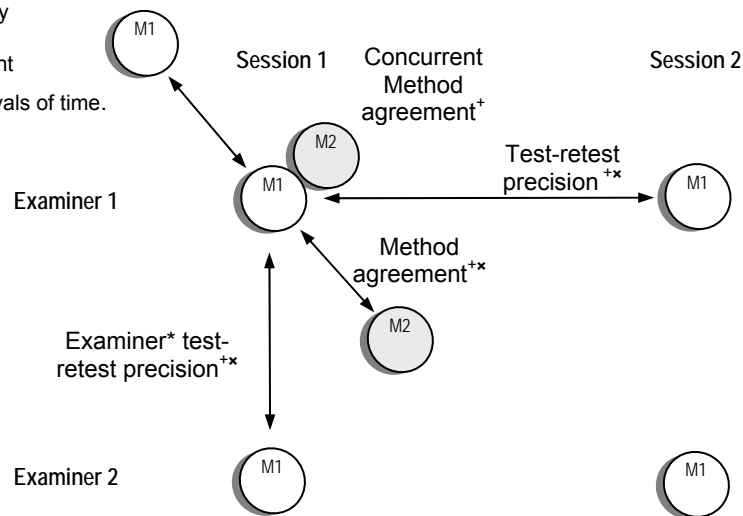 y
nt
vals of time.
M1
Session 1
Concurrent
Method
agreement⁺
Session 2
M2
M1
Test-retest
precision ⁺ˣ
M1
Examiner 1
Method
agreement⁺ˣ
M2
Examiner* test-
retest precision⁺ˣ
Examiner 2
M1
M1